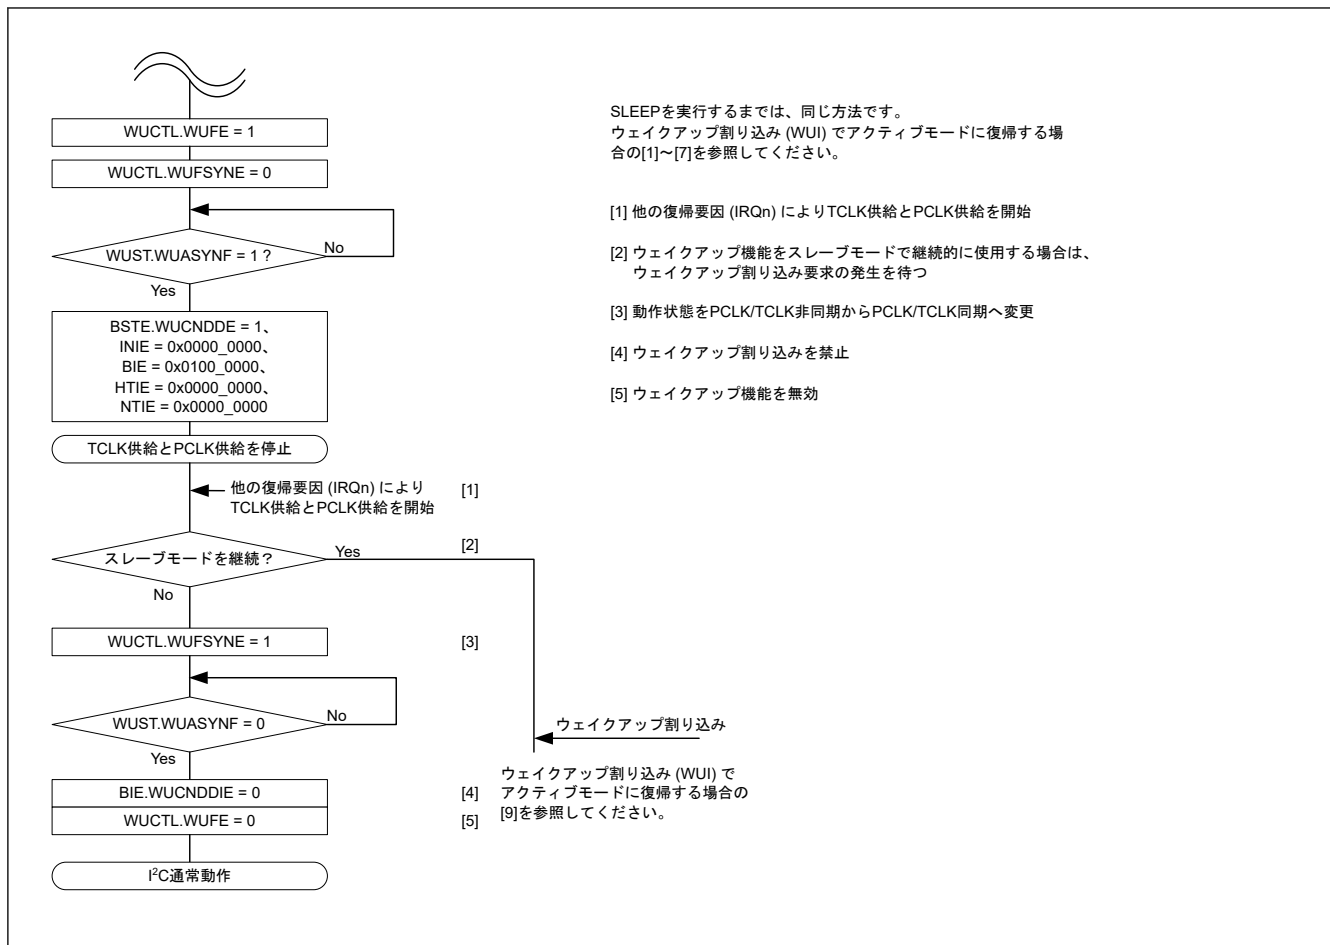 WUCTL.WUFE = 1
WUCTL.WUFSYNE = 0
WUST.WUASYNF = 1 ?
No
Yes
BSTE.WUCNDDE = 1、
INIE = 0x0000_0000、
BIE = 0x0100_0000、
HTIE = 0x0000_0000、
NTIE = 0x0000_0000
TCLK供給とPCLK供給を停止
他の復帰要因 (IRQn) により
TCLK供給とPCLK供給を開始
[1]
スレーブモードを継続？
Yes
[2]
No
WUCTL.WUFSYNE = 1
[3]
WUST.WUASYNF = 0
No
Yes
BIE.WUCNDDIE = 0
[4]
WUCTL.WUFE = 0
[5]
I²C通常動作
ウェイクアップ割り込み
ウェイクアップ割り込み (WUI) で
アクティブモードに復帰する場合の
[9]を参照してください。
SLEEPを実行するまでは、同じ方法です。
ウェイクアップ割り込み (WUI) でアクティブモードに復帰する場
合の[1]～[7]を参照してください。
[1] 他の復帰要因 (IRQn) によりTCLK供給とPCLK供給を開始
[2] ウェイクアップ機能をスレーブモードで継続的に使用する場合は、
ウェイクアップ割り込み要求の発生を待つ
[3] 動作状態をPCLK/TCLK非同期からPCLK/TCLK同期へ変更
[4] ウェイクアップ割り込みを禁止
[5] ウェイクアップ機能を無効